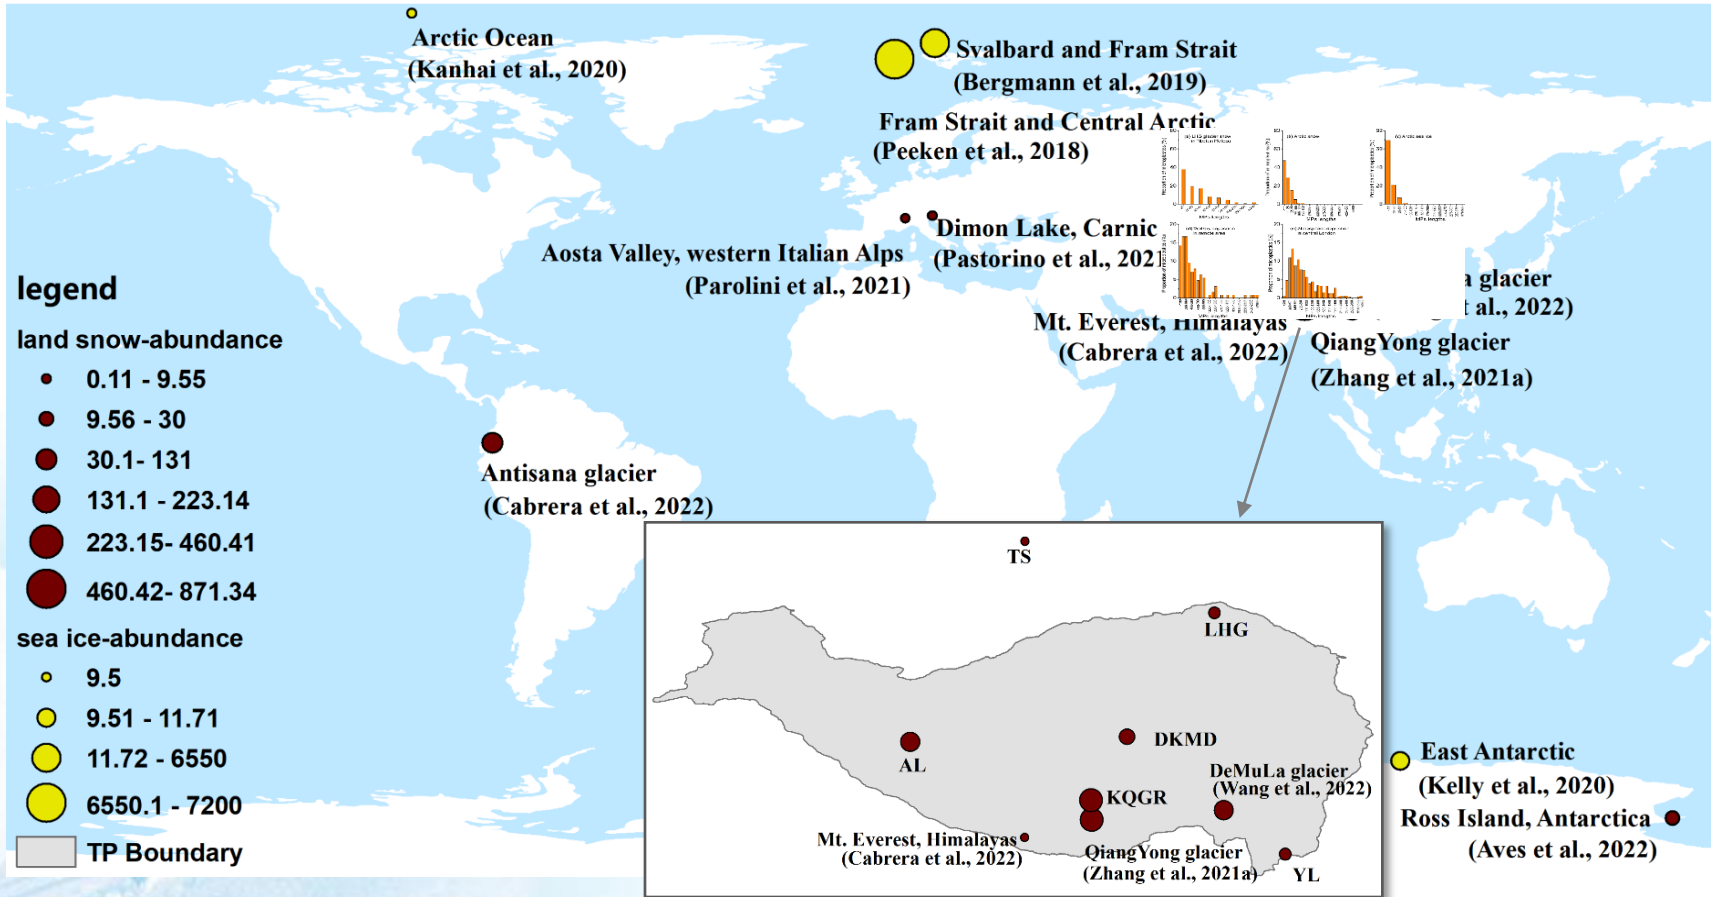 Arctic Ocean
(Kanhai et al., 2020)
Svalbard and Fram Strait
(Bergmann et al., 2019)
Fram Strait and Central Arctic
(Peeken et al., 2018)
Dimon Lake, Carnic
(Pastorino et al., 2021
Aosta Valley, western Italian Alps
(Parolini et al., 2021)
a glacier
t al., 2022)
Mt. Everest, Himalayas
(Cabrera et al., 2022)
QiangYong glacier
(Zhang et al., 2021a)
Antisana glacier
(Cabrera et al., 2022)
legend
land snow-abundance
0.11 - 9.55
9.56 - 30
30.1- 131
131.1 - 223.14
223.15- 460.41
460.42- 871.34
sea ice-abundance
9.5
9.51 - 11.71
11.72 - 6550
6550.1 - 7200
TP Boundary
TS
LHG
AL
DKMD
KQGR
DeMuLa glacier
(Wang et al., 2022)
Mt. Everest, Himalayas
(Cabrera et al., 2022)
QiangYong glacier
(Zhang et al., 2021a)
YL
East Antarctic
(Kelly et al., 2020)
Ross Island, Antarctica
(Aves et al., 2022)